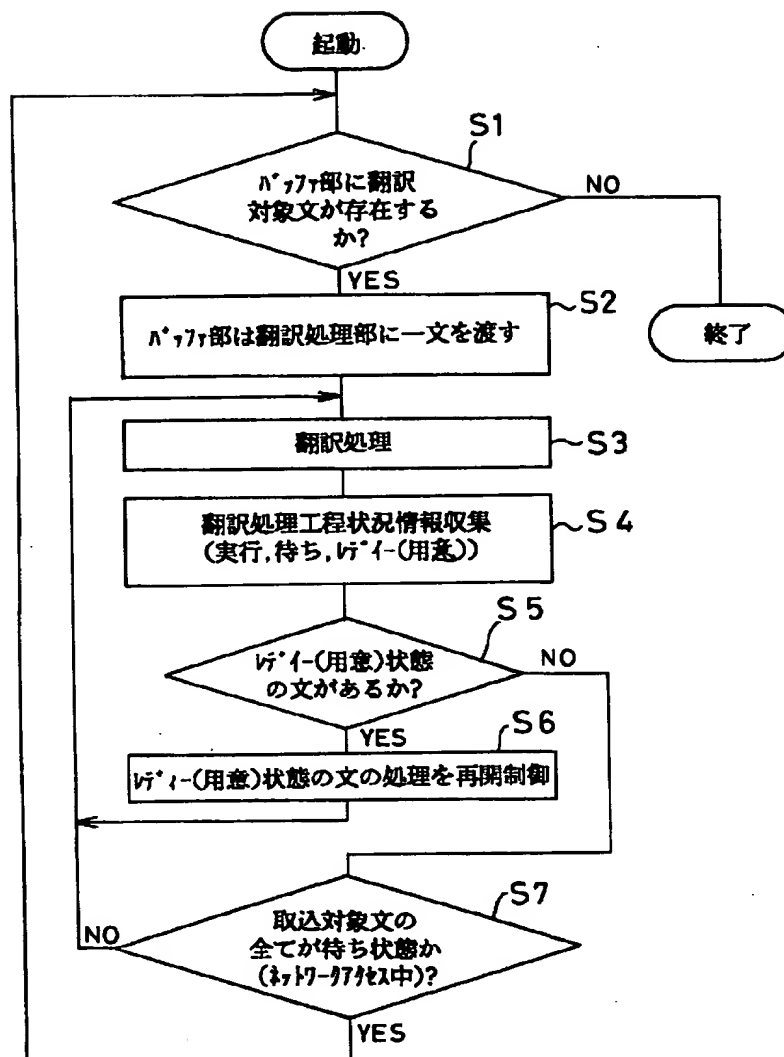 起動
S1
バッファ部に翻訳
対象文が存在する
か?
NO
YES
S2
バッファ部は翻訳処理部に一文を渡す
終了
翻訳処理
S3
翻訳処理工程状況情報収集
(実行,待ち,レディー(用意))
S4
S5
レディー(用意)状態
の文があるか?
NO
YES
S6
レディー(用意)状態の文の処理を再開制御
S7
取込対象文の
全てが待ち状態か
(ネットワークアクセス中)?
NO
YES